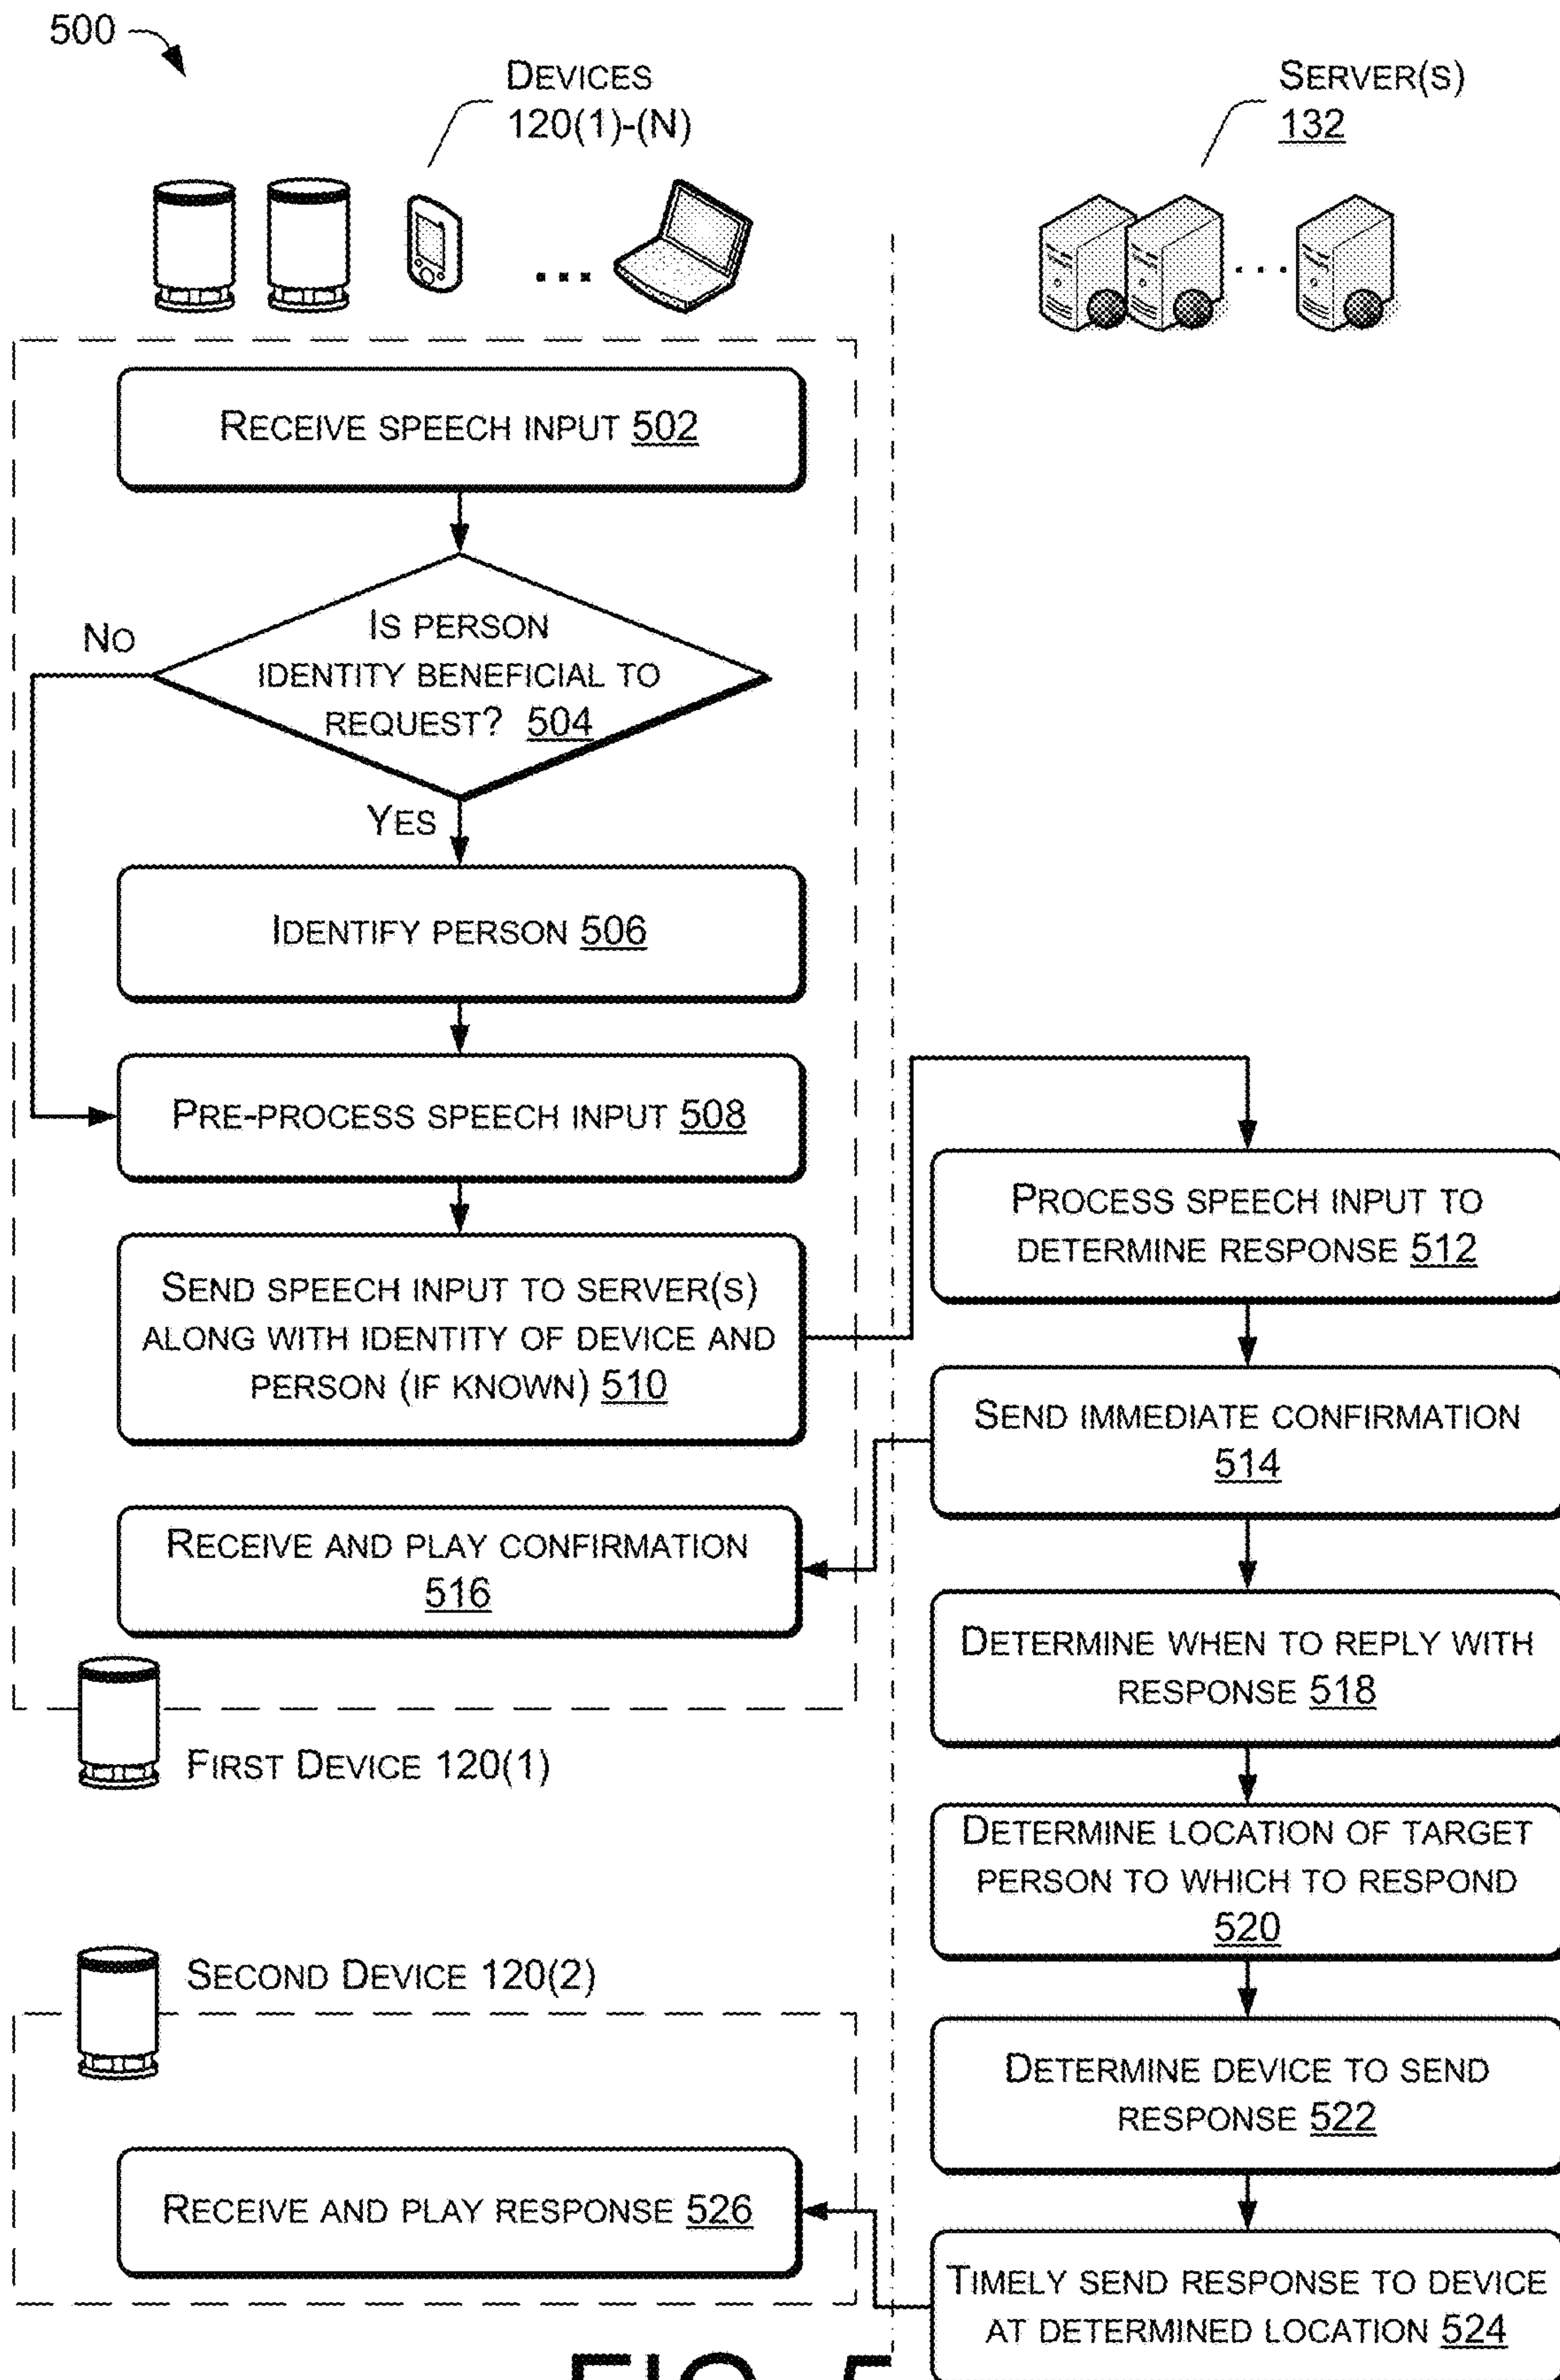 500
DEVICES
120(1)-(N)
SERVER(S)
132
RECEIVE SPEECH INPUT 502
NO
IS PERSON
IDENTITY BENEFICIAL TO
REQUEST? 504
YES
IDENTIFY PERSON 506
PRE-PROCESS SPEECH INPUT 508
SEND SPEECH INPUT TO SERVER(S)
ALONG WITH IDENTITY OF DEVICE AND
PERSON (IF KNOWN) 510
PROCESS SPEECH INPUT TO
DETERMINE RESPONSE 512
SEND IMMEDIATE CONFIRMATION
514
RECEIVE AND PLAY CONFIRMATION
516
DETERMINE WHEN TO REPLY WITH
RESPONSE 518
FIRST DEVICE 120(1)
DETERMINE LOCATION OF TARGET
PERSON TO WHICH TO RESPOND
520
SECOND DEVICE 120(2)
DETERMINE DEVICE TO SEND
RESPONSE 522
RECEIVE AND PLAY RESPONSE 526
TIMELY SEND RESPONSE TO DEVICE
AT DETERMINED LOCATION 524
FIG. 5